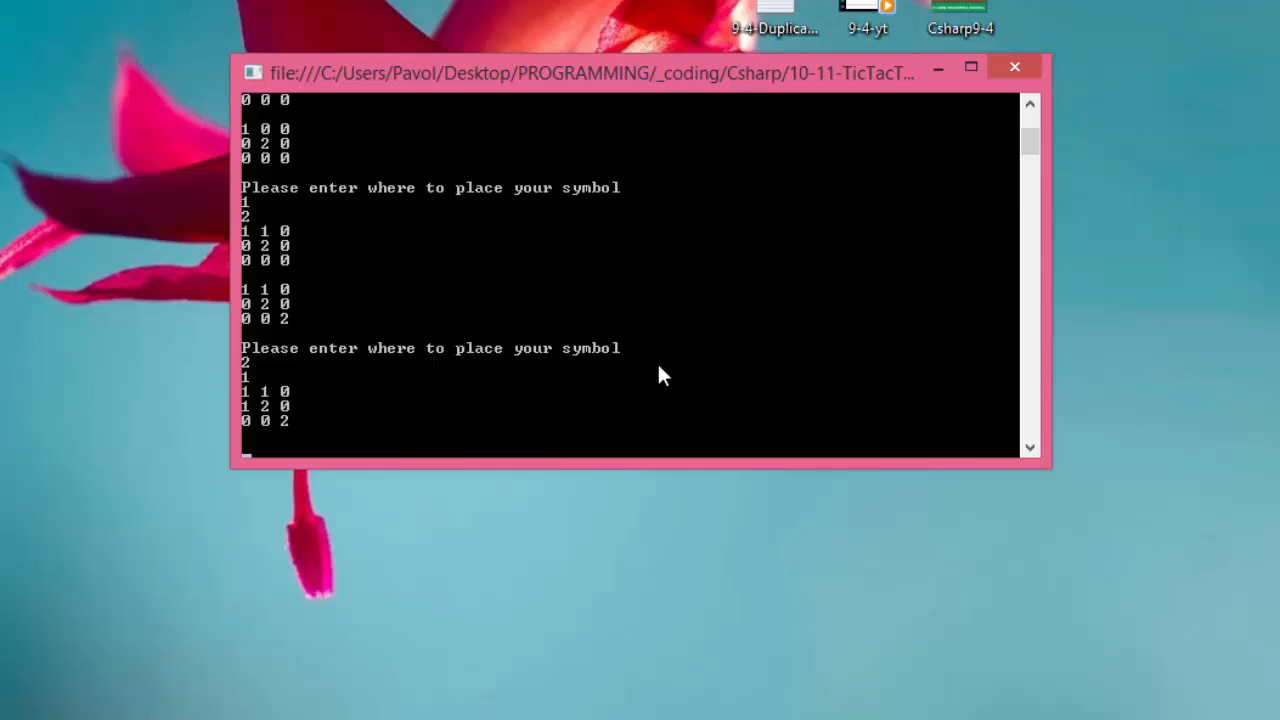 9-4-Duplica... 9-4-yt Csharp9-4
file:///C:/Users/Pavol/Desktop/PROGRAMMING/_coding/Csharp/10-11-TicTacT...
0 0 0
1 0 0
0 2 0
0 0 0
Please enter where to place your symbol
1
2
1 1 0
0 2 0
0 0 0
1 1 0
0 2 0
0 0 2
Please enter where to place your symbol
2
1
1 1 0
1 2 0
0 0 2